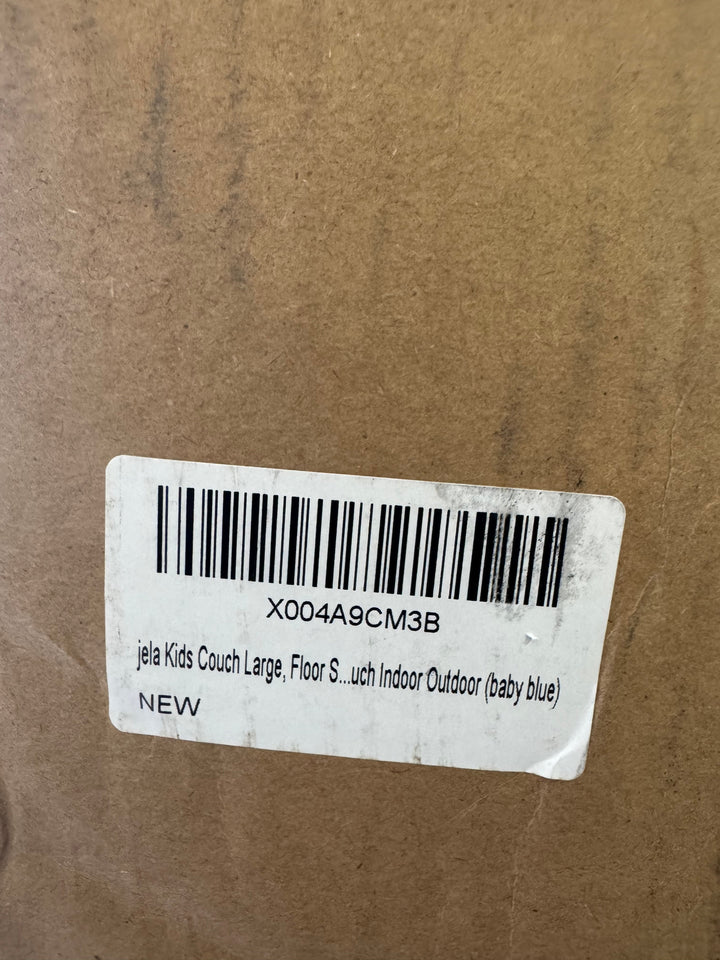 X004A9CM3B
jela Kids Couch Large, Floor S...uch Indoor Outdoor (baby blue)
NEW